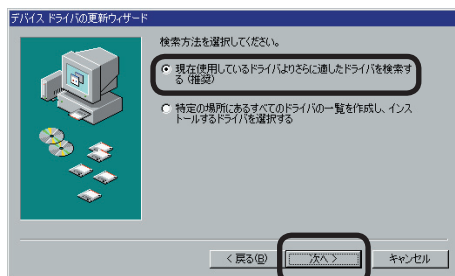 デバイス ドライバの更新ウィザード
検索方法を選択してください。
現在使用しているドライバよりさらに適したドライバを検索す
る (推奨)
特定の場所にあるすべてのドライバの一覧を作成し、インス
トールするドライバを選択する
< 戻る(B) 次へ > キャンセル